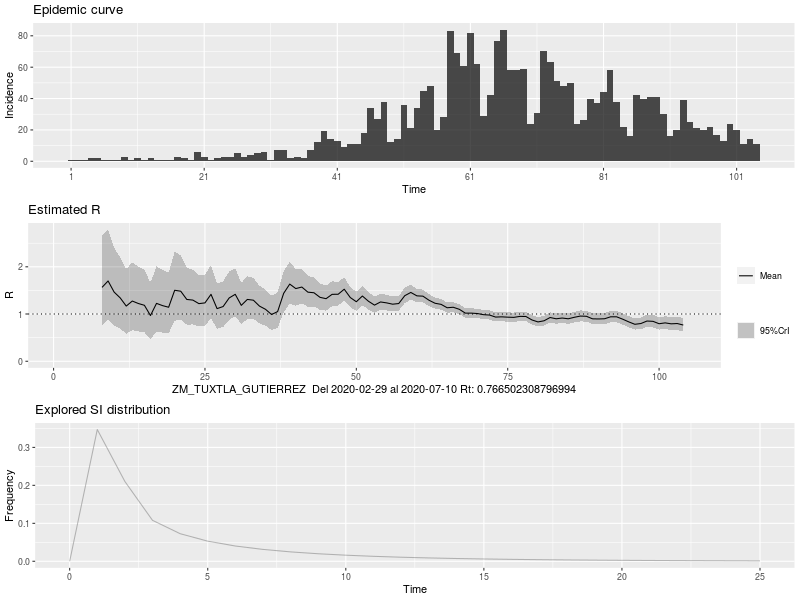 Epidemic curve
80
60
40
20
0
Incidence
1 21 41 61 81 101
Time
Estimated R
2
1
0
R
0 25 50 75 100
ZM_TUXTLA_GUTIERREZ Del 2020-02-29 al 2020-07-10 Rt: 0.766502308796994
Mean
95%CrI
Explored SI distribution
0.3
0.2
0.1
0.0
Frequency
0 5 10 15 20 25
Time